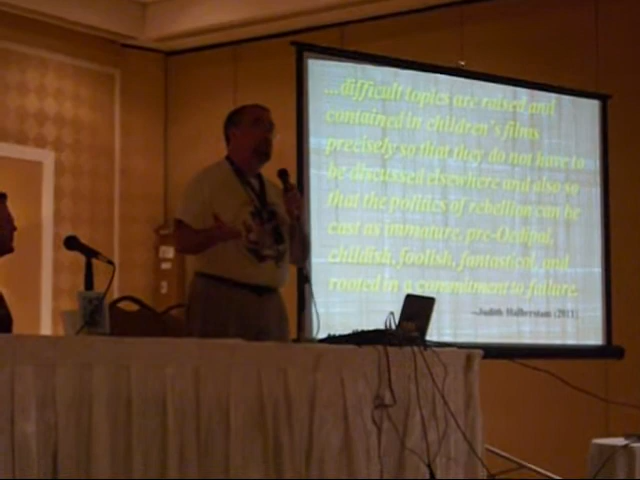 ...difficult topics are raised and
contained in children's films
precisely so that they do not have to
be discussed elsewhere and also so
that the politics of rebellion can be
cast as immature, pre-Oedipal,
childish, foolish, fantastical, and
rooted in a commitment to failure.
--Judith Halberstam (2011)